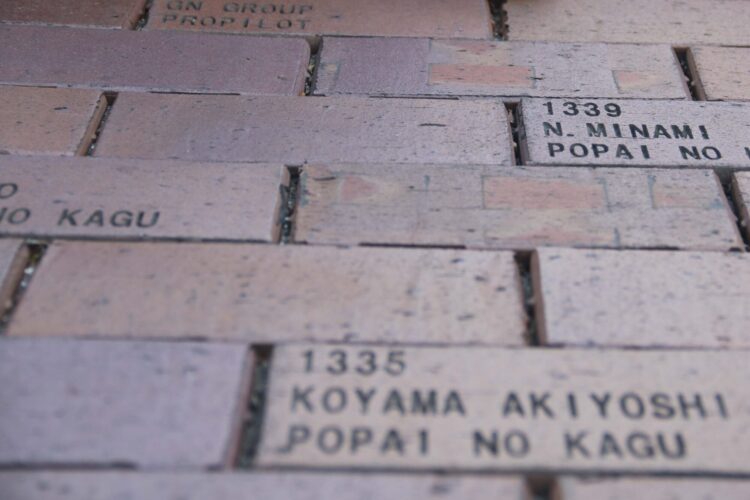 GN GROUP
PROPILOT
1339
N. MINAMI
POPAI NO
KAGU
1335
KOYAMA AKIYOSHI
POPAI NO KAGU